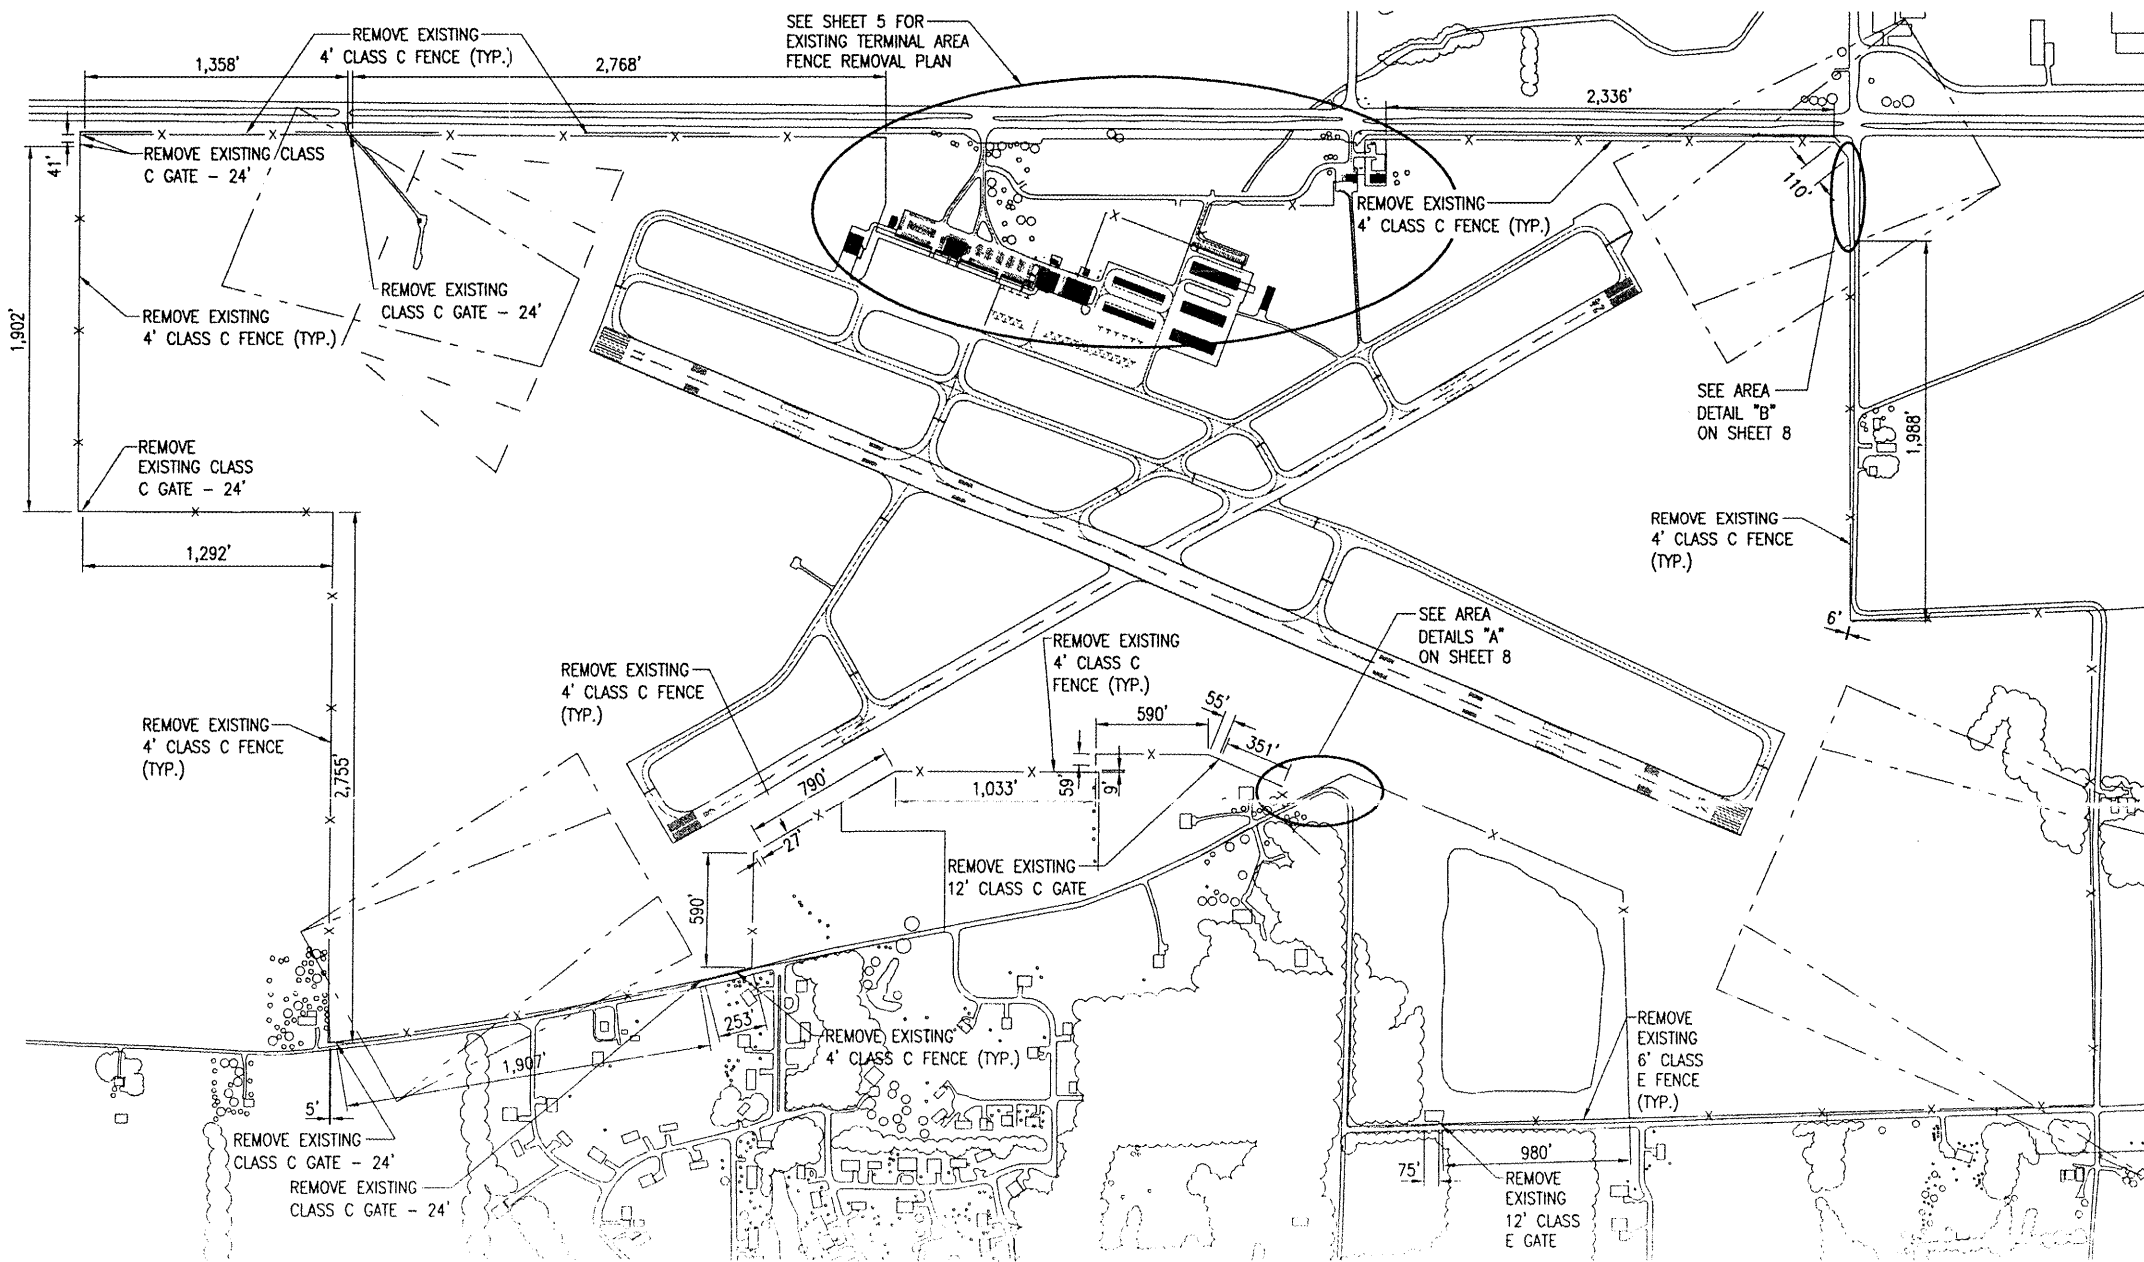 REMOVE EXISTING
4' CLASS C FENCE (TYP.)
1,358'
2,768'
SEE SHEET 5 FOR
EXISTING TERMINAL AREA
FENCE REMOVAL PLAN
2,336'
41'
REMOVE EXISTING CLASS
C GATE - 24'
110'
REMOVE EXISTING
4' CLASS C FENCE (TYP.)
REMOVE EXISTING
CLASS C GATE - 24'
REMOVE EXISTING
4' CLASS C FENCE (TYP.)
1,902'
22
SEE AREA
DETAIL "B"
ON SHEET 8
1,988'
REMOVE
EXISTING CLASS
C GATE - 24'
1,292'
REMOVE EXISTING
4' CLASS C FENCE
(TYP.)
SEE AREA
DETAILS "A"
ON SHEET 8
6'
REMOVE EXISTING
4' CLASS C
FENCE (TYP.)
REMOVE EXISTING
4' CLASS C FENCE
(TYP.)
55'
590'
351'
REMOVE EXISTING
4' CLASS C FENCE
(TYP.)
2,755'
790'
1,033'
59'
9'
27'
REMOVE EXISTING
12' CLASS C GATE
590'
253'
REMOVE EXISTING
4' CLASS C FENCE (TYP.)
1,907'
REMOVE
EXISTING
6' CLASS
E FENCE
(TYP.)
5'
REMOVE EXISTING
CLASS C GATE - 24'
REMOVE EXISTING
CLASS C GATE - 24'
75'
980'
REMOVE
EXISTING
12' CLASS
E GATE